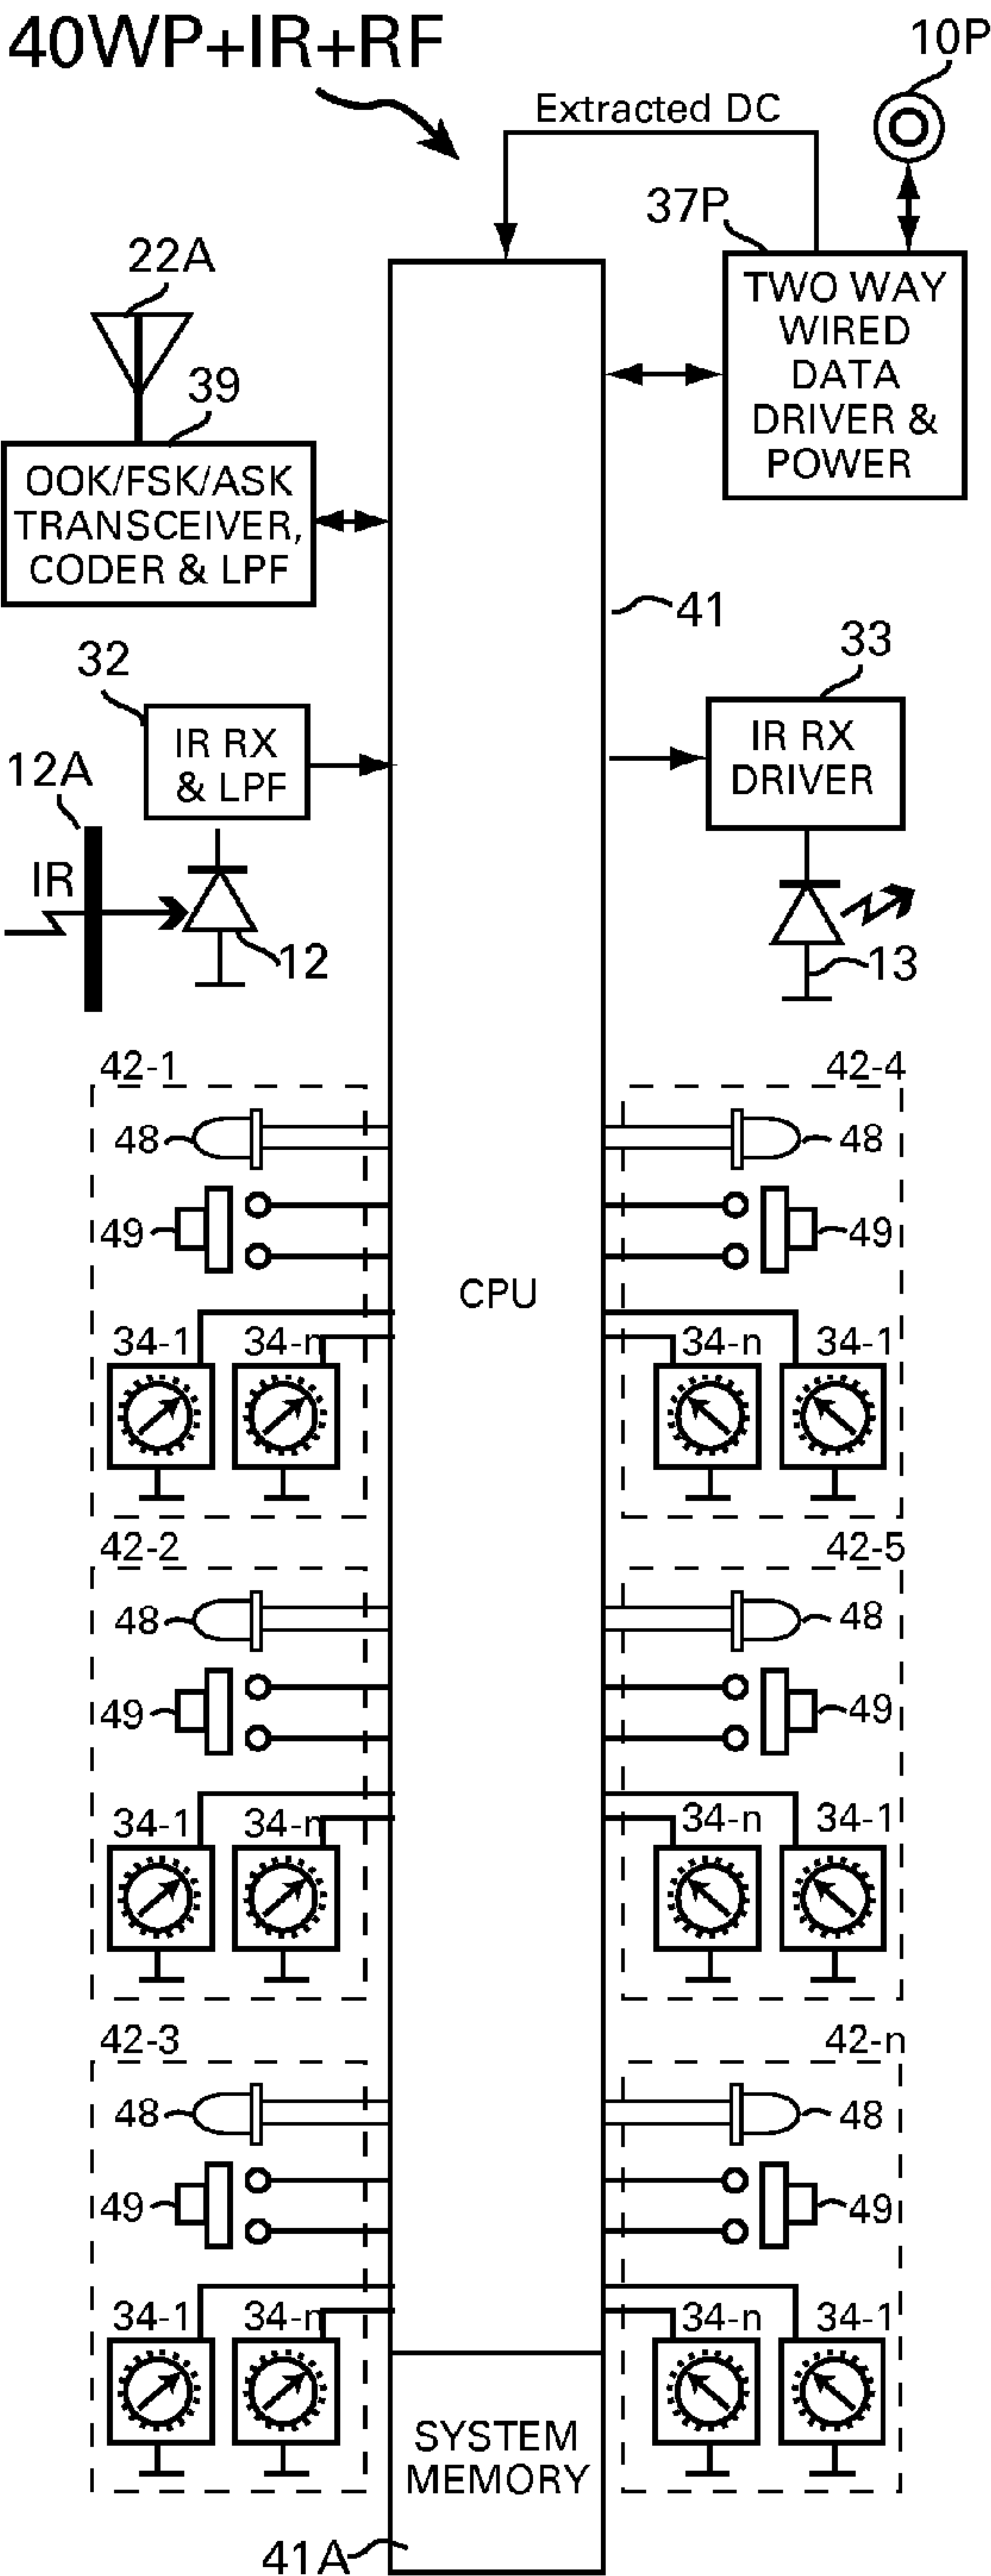 40WP+IR+RF
10P
Extracted DC
37P
22A
TWO WAY
WIRED
DATA
DRIVER &
POWER
39
OOK/FSK/ASK
TRANSCEIVER,
CODER & LPF
41
32
33
IR RX
& LPF
IR RX
DRIVER
12A
IR
12
13
42-1
42-4
48
48
49
49
CPU
34-1
34-n
34-n
34-1
42-2
42-5
48
48
49
49
34-1
34-n
34-n
34-1
42-3
42-n
48
48
49
49
34-1
34-n
34-n
34-1
SYSTEM
MEMORY
41A